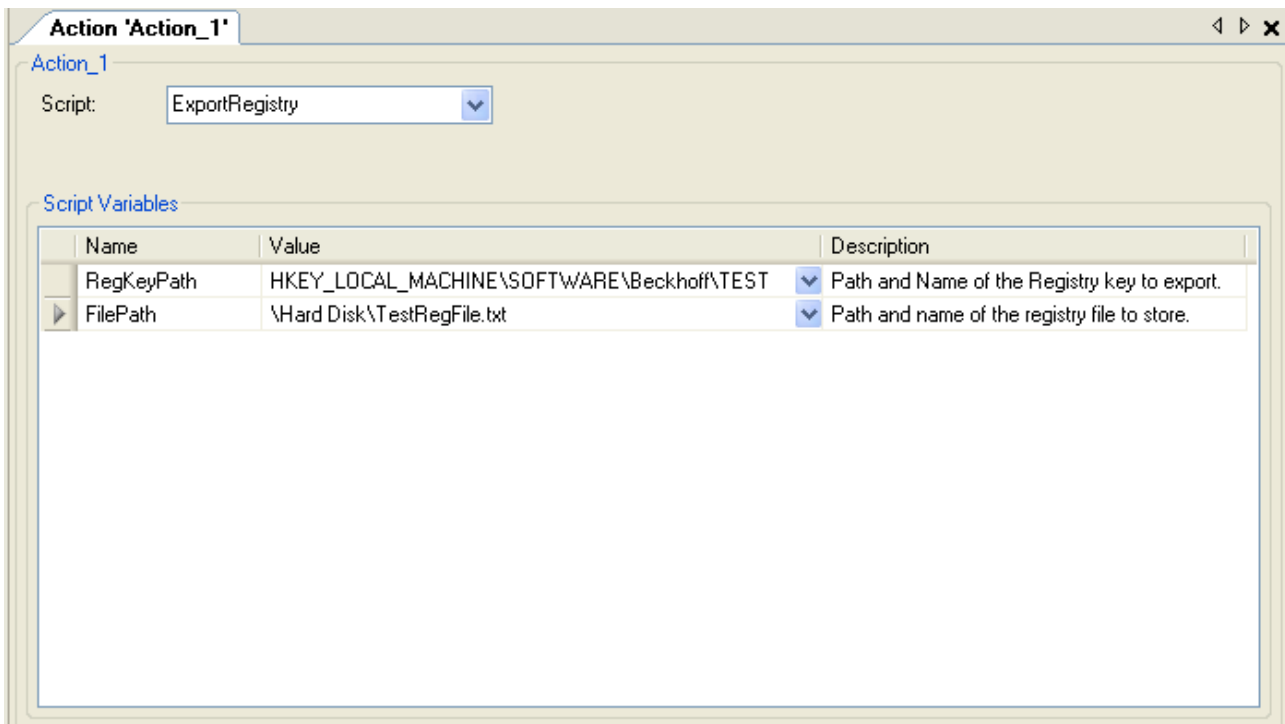 Action 'Action_1'
Action_1
Script: ExportRegistry
Script Variables
Name Value Description
RegKeyPath HKEY_LOCAL_MACHINE\SOFTWARE\Beckhoff\TEST Path and Name of the Registry key to export.
FilePath \Hard Disk\TestRegFile.txt Path and name of the registry file to store.